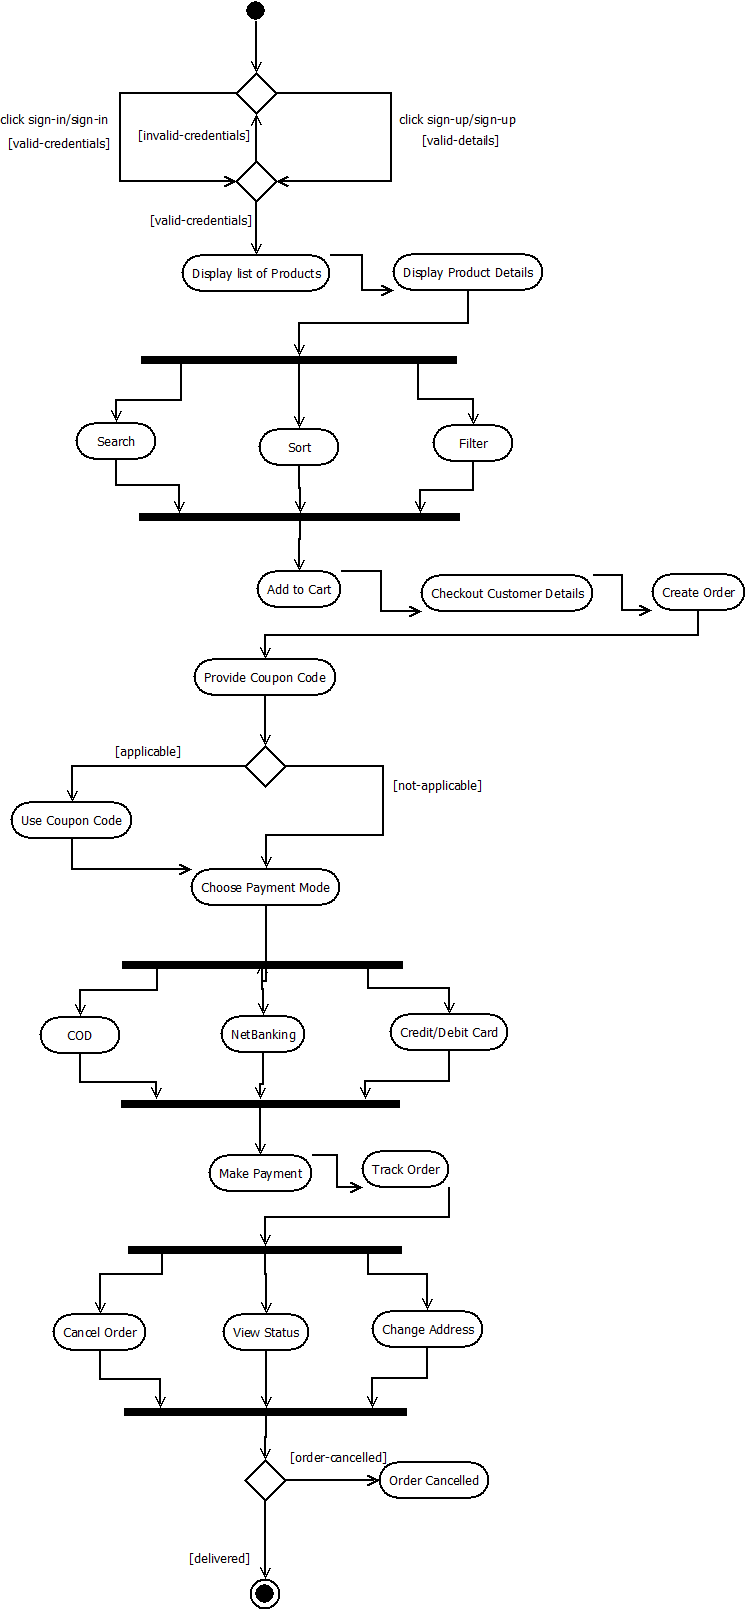 click sign-in/sign-in
click sign-up/sign-up
[invalid-credentials]
[valid-credentials]
[valid-details]
[valid-credentials]
Display list of Products
Display Product Details
Search
Sort
Filter
Add to Cart
Checkout Customer Details
Create Order
Provide Coupon Code
[applicable]
[not-applicable]
Use Coupon Code
Choose Payment Mode
COD
NetBanking
Credit/Debit Card
Make Payment
Track Order
Cancel Order
View Status
Change Address
[order-cancelled]
Order Cancelled
[delivered]